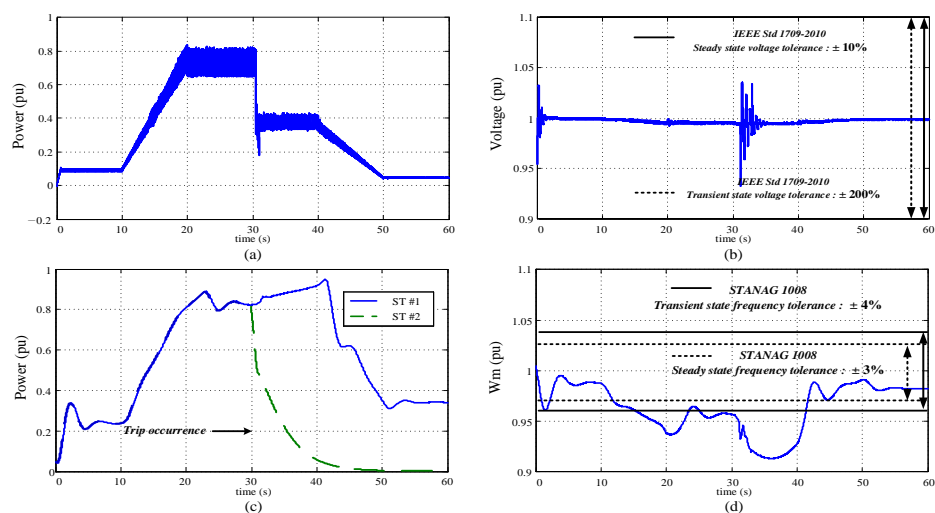 Power (pu)
1
0.8
0.6
0.4
0.2
0
−0.2
0 10 20 30 40 50 60
time (s)
(a)
Voltage (pu)
1.1
1.05
1
0.95
0.9
IEEE Std 1709-2010
Steady state voltage tolerance : ± 10%
IEEE Std 1709-2010
Transient state voltage tolerance : ± 200%
0 10 20 30 40 50 60
time (s)
(b)
Power (pu)
1
0.8
0.6
0.4
0.2
0
ST #1
ST #2
Trip occurrence
0 10 20 30 40 50 60
time (s)
(c)
Wm (pu)
1.1
1.05
1
0.95
0.9
STANAG 1008
Transient state frequency tolerance : ± 4%
STANAG 1008
Steady state frequency tolerance : ± 3%
0 10 20 30 40 50 60
time (s)
(d)